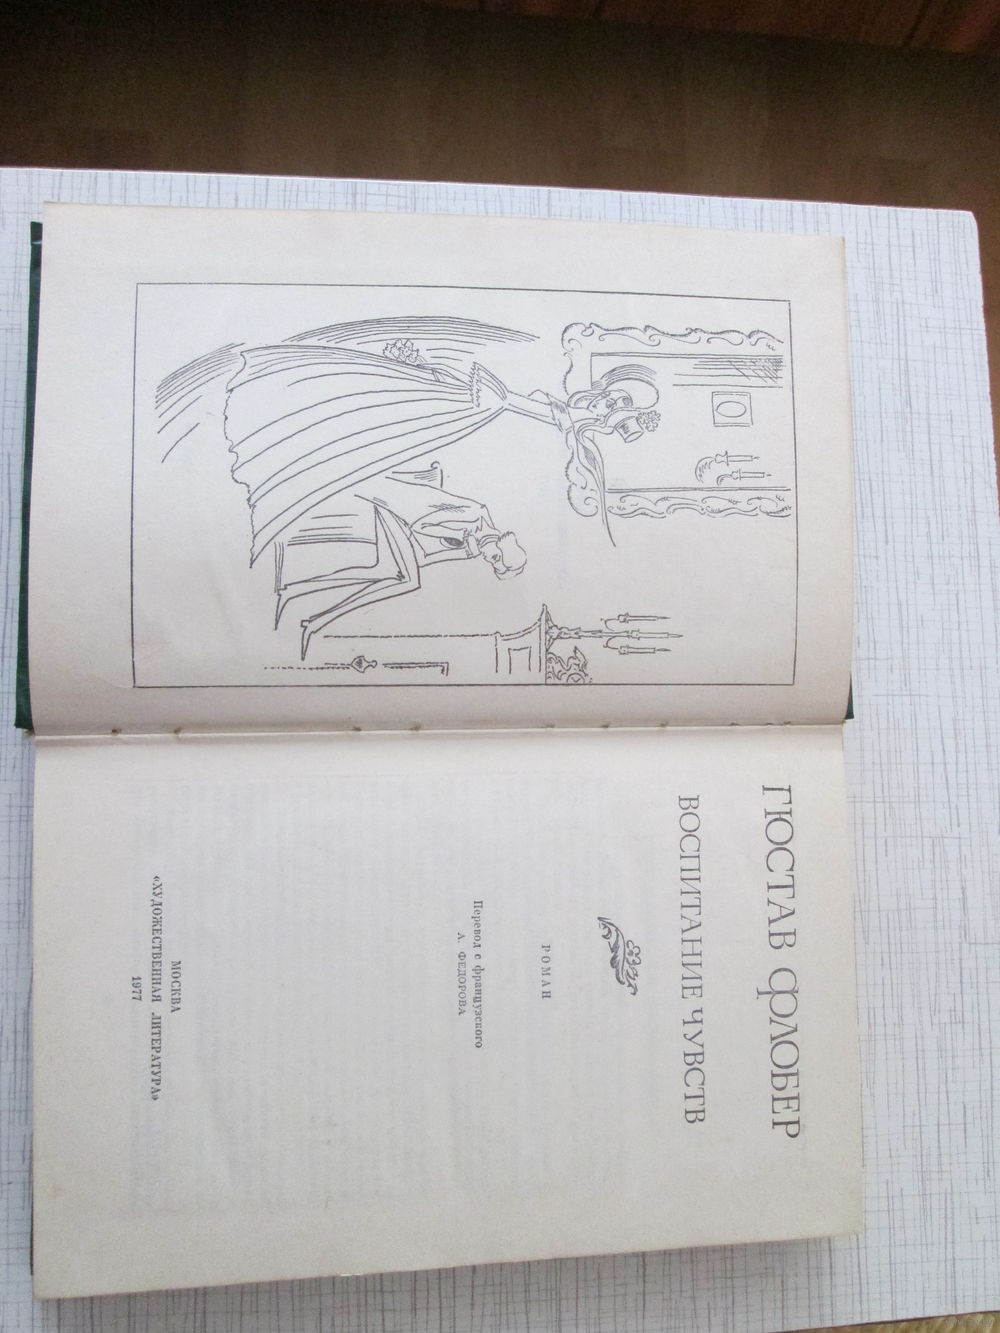 ГЮСТАВ ФЛОБЕР
ВОСПИТАНИЕ ЧУВСТВ
РОМАН
Перевод с французского
А. ФЕДОРОВА
МОСКВА
«ХУДОЖЕСТВЕННАЯ ЛИТЕРАТУРА»
1977